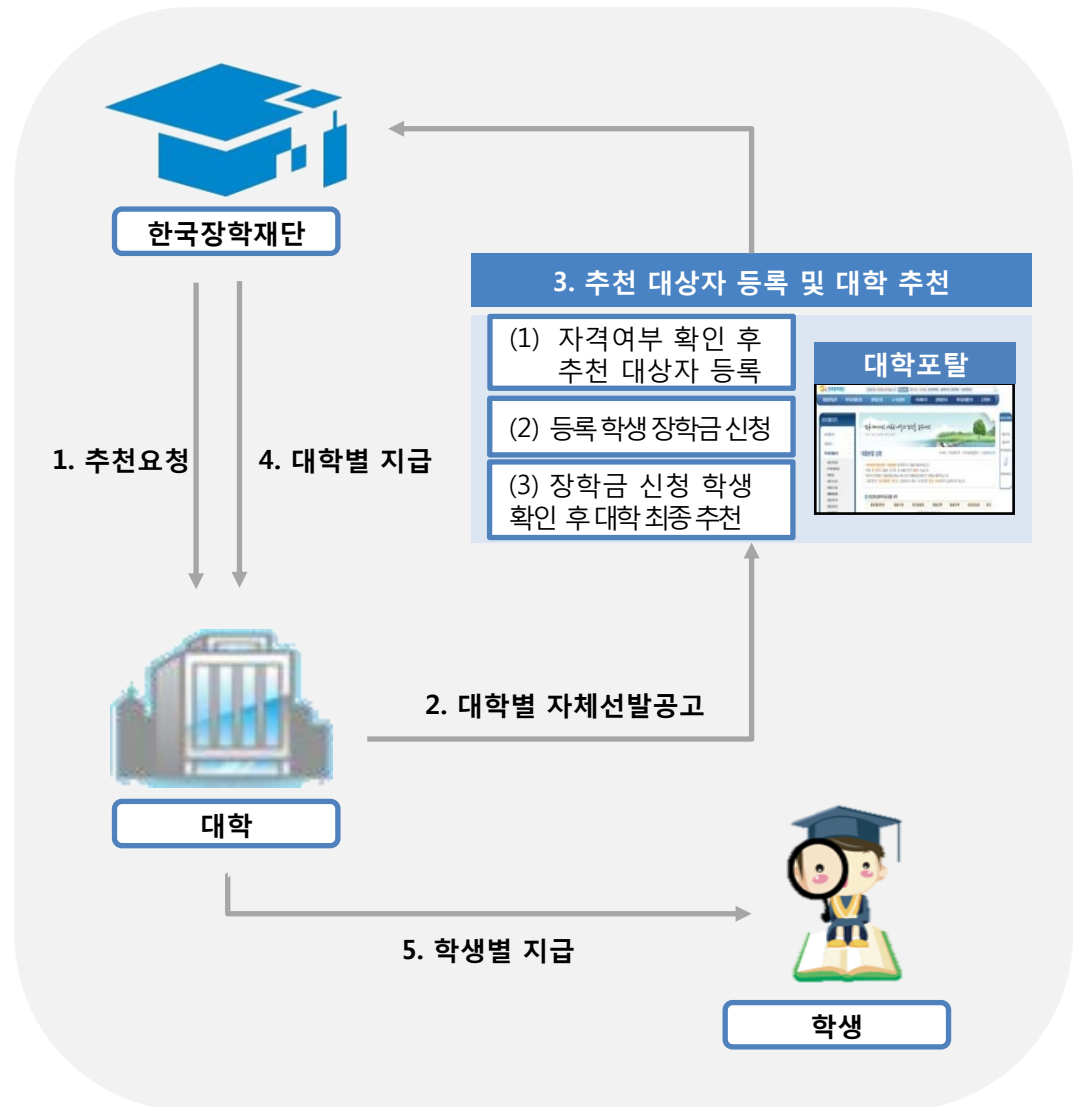 한국장학재단
3. 추천 대상자 등록 및 대학 추천
(1) 자격여부 확인 후
추천 대상자 등록
대학포탈
(2) 등록 학생 장학금 신청
(3) 장학금 신청 학생
확인 후 대학 최종 추천
1. 추천요청
4. 대학별 지급
2. 대학별 자체선발공고
대학
5. 학생별 지급
학생